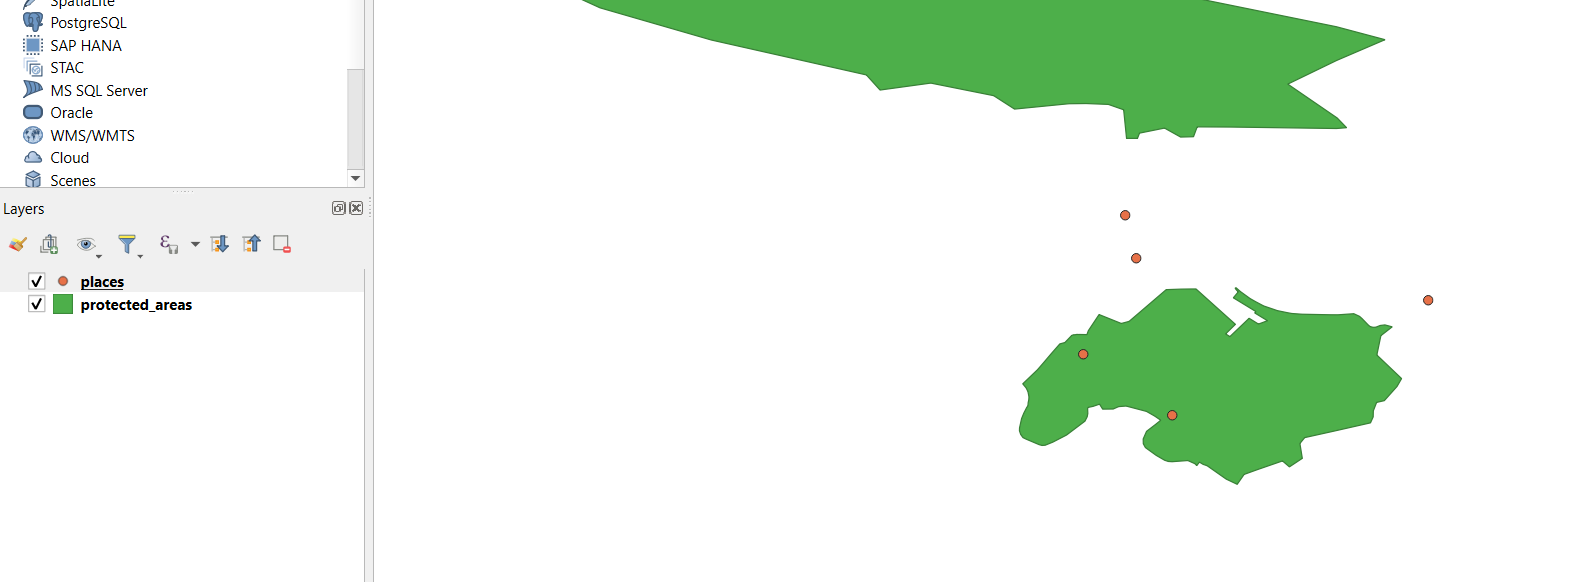 SpatiaLite
PostgreSQL
SAP HANA
STAC
MS SQL Server
Oracle
WMS/WMTS
Cloud
Scenes
Layers
places
protected_areas